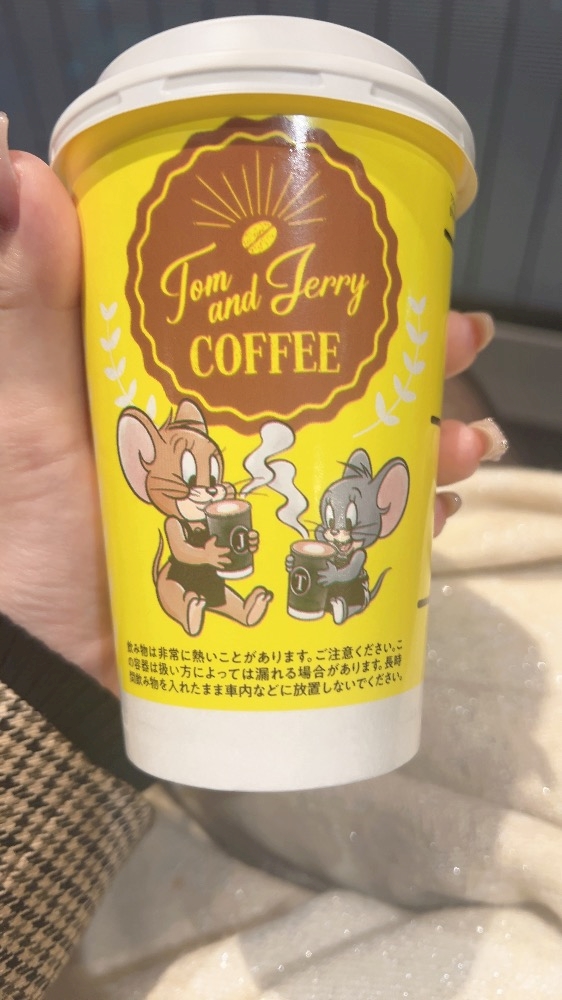 Tom
and Jerry
COFFEE
J
T
飲み物は非常に熱いことがあります。ご注意ください。こ
の容器は扱い方によっては漏れる場合があります。長時
間飲み物を入れたまま車内などに放置しないでください。